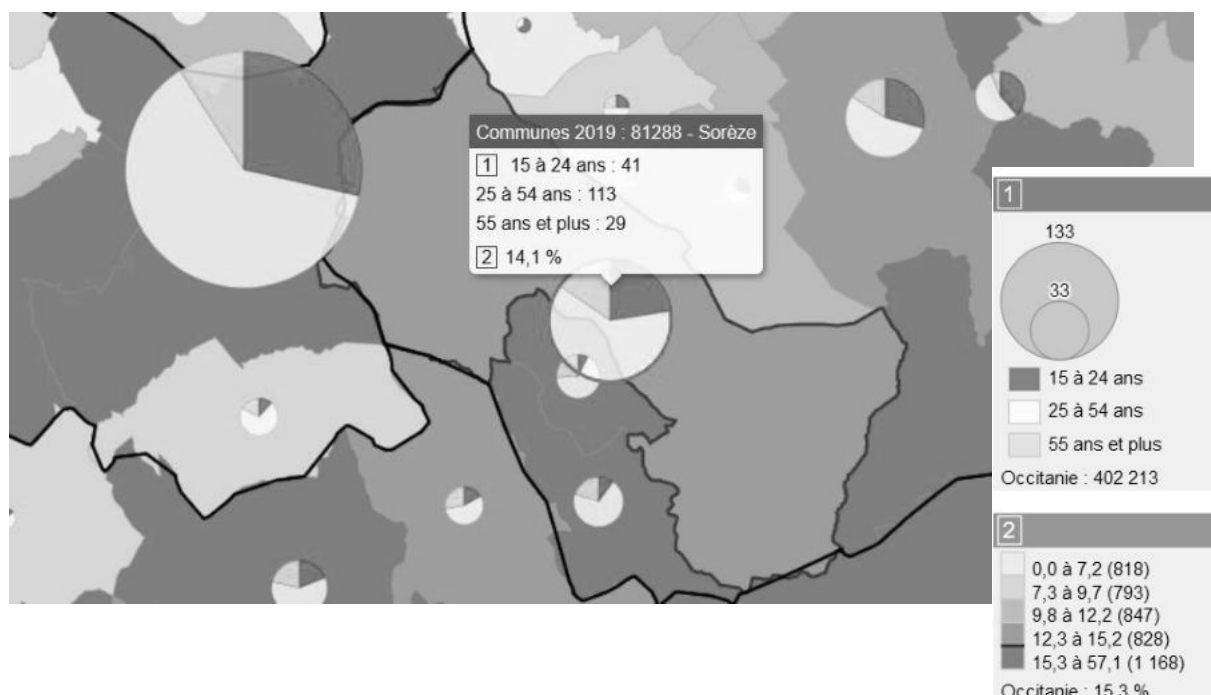 Communes 2019 : 81288 - Sorèze
1 15 à 24 ans : 41
25 à 54 ans : 113
55 ans et plus : 29
2 14,1 %
1
133
33
15 à 24 ans
25 à 54 ans
55 ans et plus
Occitanie : 402 213
2
0,0 à 7,2 (818)
7,3 à 9,7 (793)
9,8 à 12,2 (847)
12,3 à 15,2 (828)
15,3 à 57,1 (1 168)
Occitanie : 15,3 %